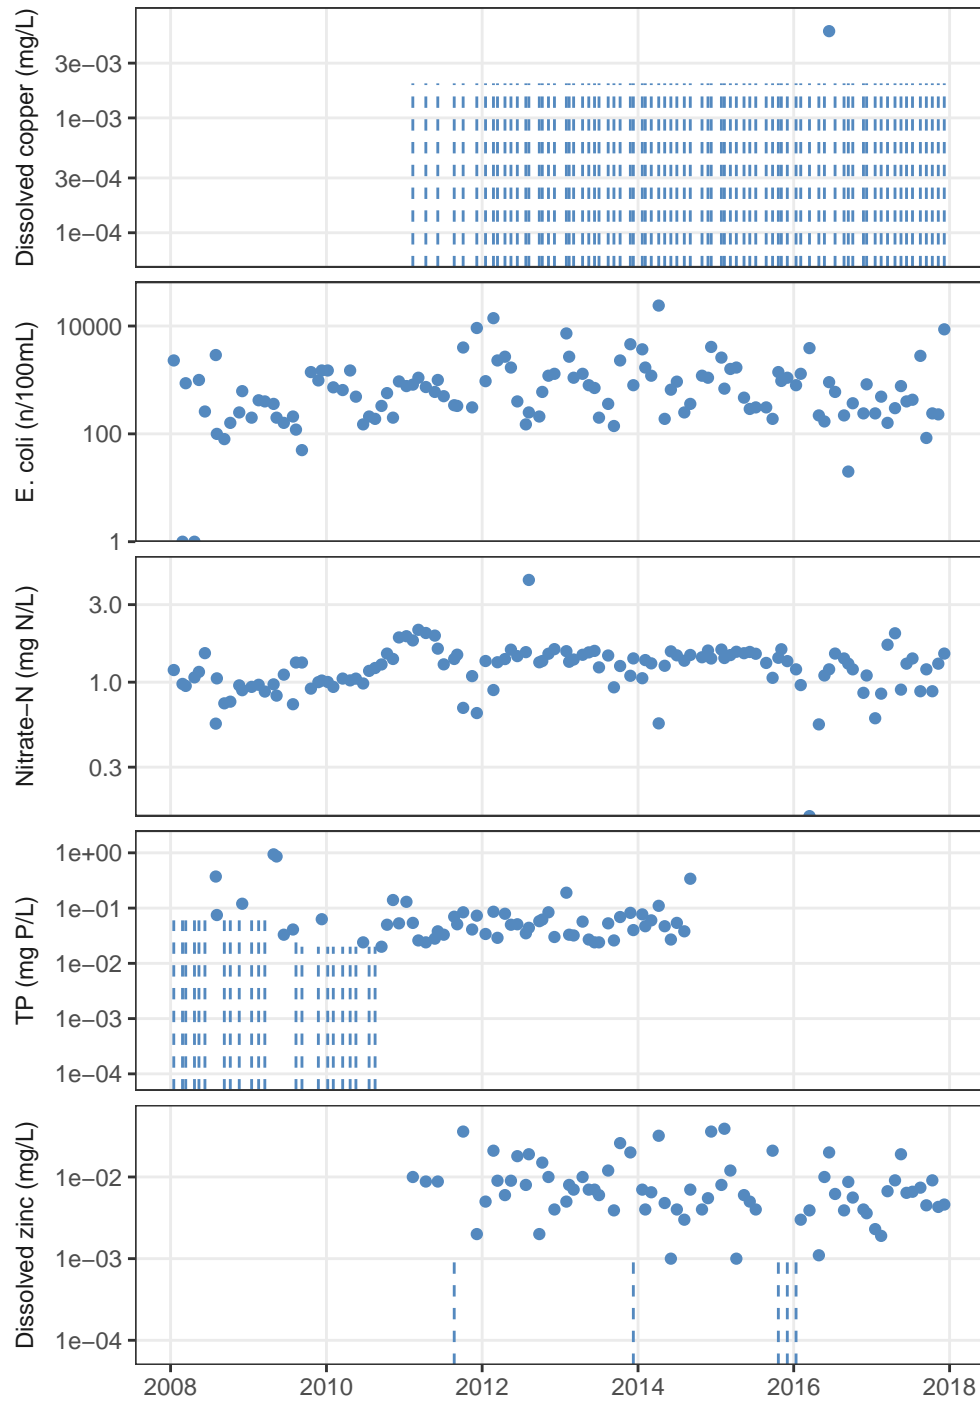 Dissolved copper (mg/L)
3e−03
1e−03
3e−04
1e−04
E. coli (n/100mL)
10000
100
1
Nitrate−N (mg N/L)
3.0
1.0
0.3
TP (mg P/L)
1e+00
1e−01
1e−02
1e−03
1e−04
Dissolved zinc (mg/L)
1e−02
1e−03
1e−04
2008 2010 2012 2014 2016 2018